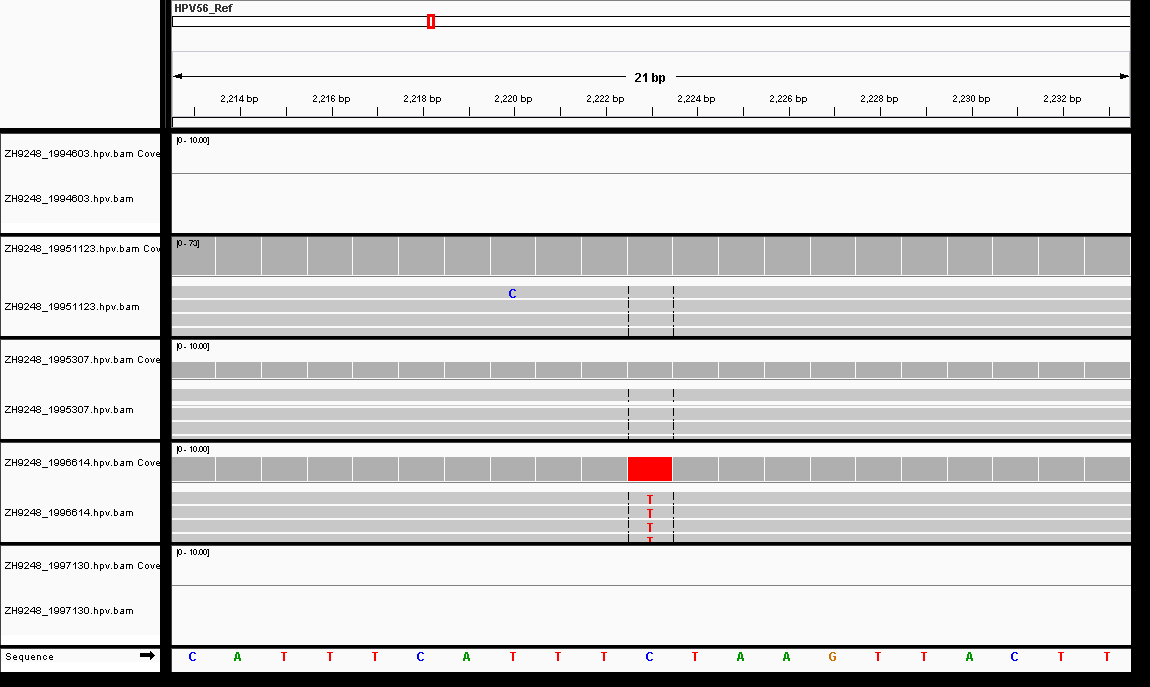 HPV56_Ref
21 bp
2,214 bp 2,216 bp 2,218 bp 2,220 bp 2,222 bp 2,224 bp 2,226 bp 2,228 bp 2,230 bp 2,232 bp
[0 - 10.00]
ZH9248_1994603.hpv.bam Cove
ZH9248_1994603.hpv.bam
[0 - 73]
ZH9248_19951123.hpv.bam Cov
C
ZH9248_19951123.hpv.bam
[0 - 10.00]
ZH9248_1995307.hpv.bam Cove
ZH9248_1995307.hpv.bam
[0 - 10.00]
ZH9248_1996614.hpv.bam Cove
T
ZH9248_1996614.hpv.bam T
T
T
[0 - 10.00]
ZH9248_1997130.hpv.bam Cove
ZH9248_1997130.hpv.bam
Sequence C A T T T C A T T T C T A A G T T A C T T